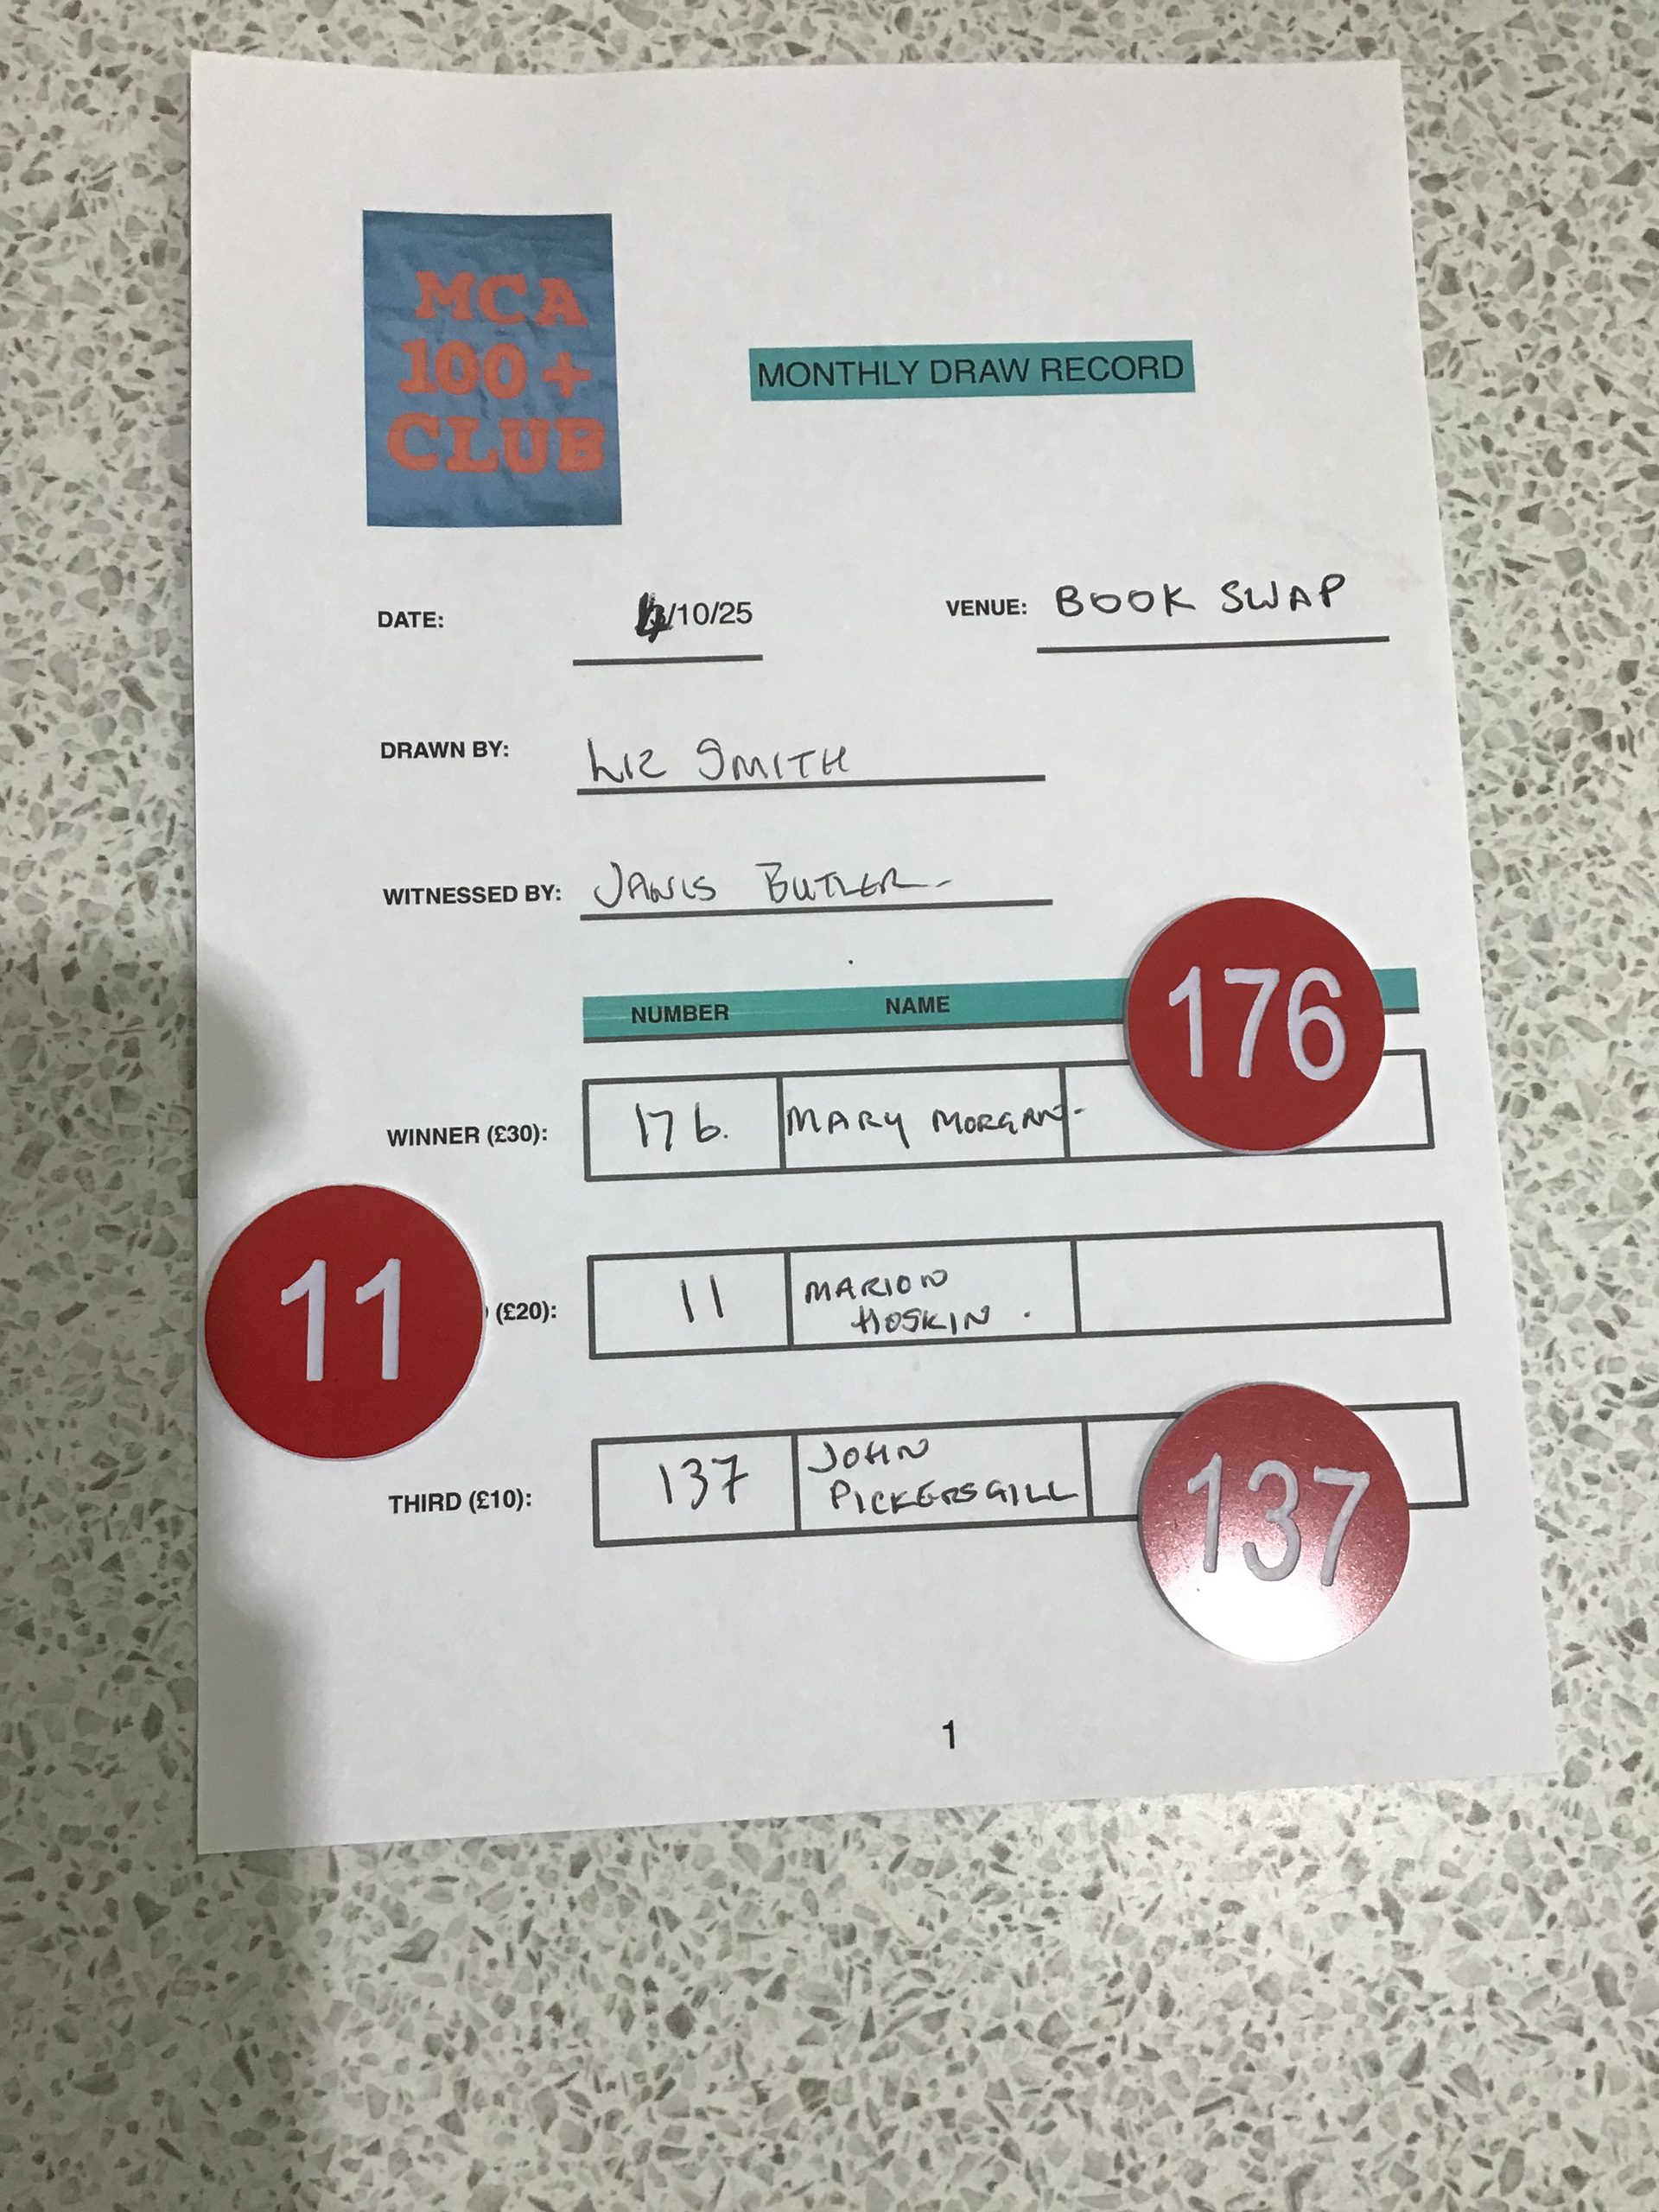 MCA
100+
CLUB
MONTHLY DRAW RECORD
DATE: /10/25 VENUE: BOOK SWAP
DRAWN BY: LIZ SMITH
WITNESSED BY: JANIS BUTLER
NUMBER NAME
176
WINNER (£30): 176. MARY MORGAN
11
(£20): 11 MARION
HOSKIN.
THIRD (£10): 137 JOHN
PICKERSGILL
137
1